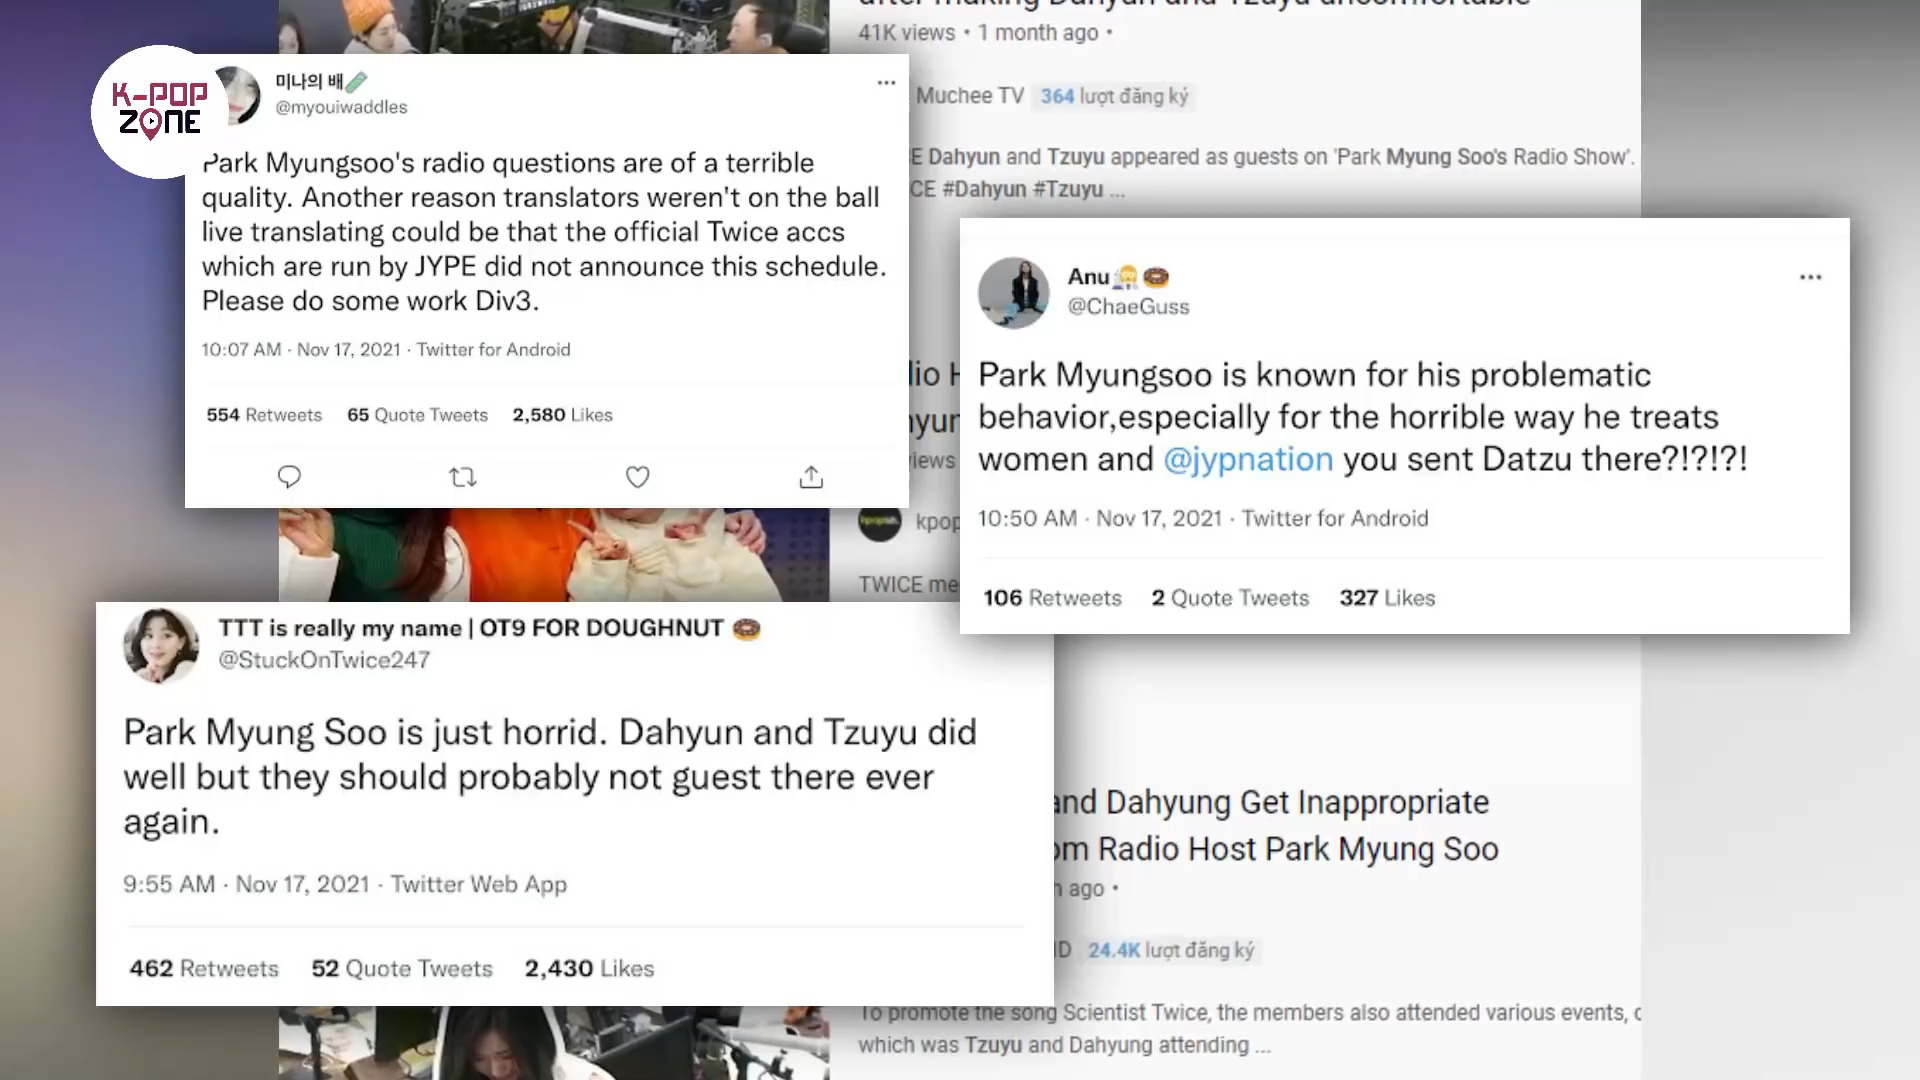 after making Dahyun and Tzuyu uncomfortable
41K views • 1 month ago •
Muchee TV 364 lượt đăng ký
E Dahyun and Tzuyu appeared as guests on 'Park Myung Soo's Radio Show'.
CE #Dahyun #Tzuyu ...
K-POP
ZONE
미나의 배
@myouiwaddles
Park Myungsoo's radio questions are of a terrible
quality. Another reason translators weren't on the ball
live translating could be that the official Twice accs
which are run by JYPE did not announce this schedule.
Please do some work Div3.
10:07 AM · Nov 17, 2021 · Twitter for Android
554 Retweets 65 Quote Tweets 2,580 Likes
Anu
@ChaeGuss
Park Myungsoo is known for his problematic
behavior,especially for the horrible way he treats
women and @jypnation you sent Datzu there?!?!?!
10:50 AM · Nov 17, 2021 · Twitter for Android
106 Retweets 2 Quote Tweets 327 Likes
kpop
TWICE me
TTT is really my name | OT9 FOR DOUGHNUT
@StuckOnTwice247
Park Myung Soo is just horrid. Dahyun and Tzuyu did
well but they should probably not guest there ever
again.
9:55 AM · Nov 17, 2021 · Twitter Web App
462 Retweets 52 Quote Tweets 2,430 Likes
and Dahyung Get Inappropriate
om Radio Host Park Myung Soo
h ago •
24.4K lượt đăng ký
To promote the song Scientist Twice, the members also attended various events,
which was Tzuyu and Dahyung attending ...